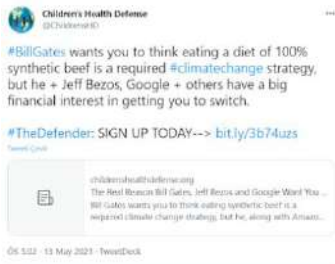 Children's Health Defense
@ChildrensHD
#BillGates wants you to think eating a diet of 100%
synthetic beef is a required #climatechange strategy,
but he + Jeff Bezos, Google + others have a big
financial interest in getting you to switch.
#TheDefender: SIGN UP TODAY--> bit.ly/3b74uzs
childrenshealthdefense.org
The Real Reason Bill Gates, Jeff Bezos and Google Want You ...
Bill Gates wants you to think eating synthetic beef is a
required climate change strategy, but he, along with Amazon...
ÖS 5:02 · 13 May 2021 · TweetDeck